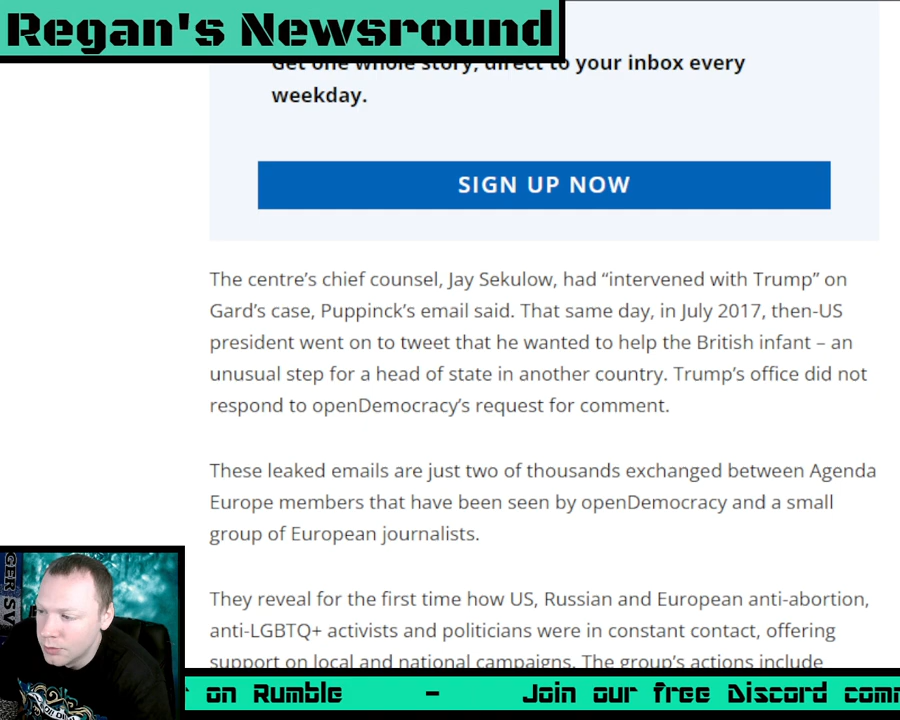 Regan's Newsround
Get one whole story, direct to your inbox every
weekday.
SIGN UP NOW
The centre’s chief counsel, Jay Sekulow, had “intervened with Trump” on
Gard’s case, Puppinck’s email said. That same day, in July 2017, then-US
president went on to tweet that he wanted to help the British infant – an
unusual step for a head of state in another country. Trump’s office did not
respond to openDemocracy’s request for comment.
These leaked emails are just two of thousands exchanged between Agenda
Europe members that have been seen by openDemocracy and a small
group of European journalists.
They reveal for the first time how US, Russian and European anti-abortion,
anti-LGBTQ+ activists and politicians were in constant contact, offering
support on local and national campaigns. The group’s actions include
on Rumble - Join our free Discord